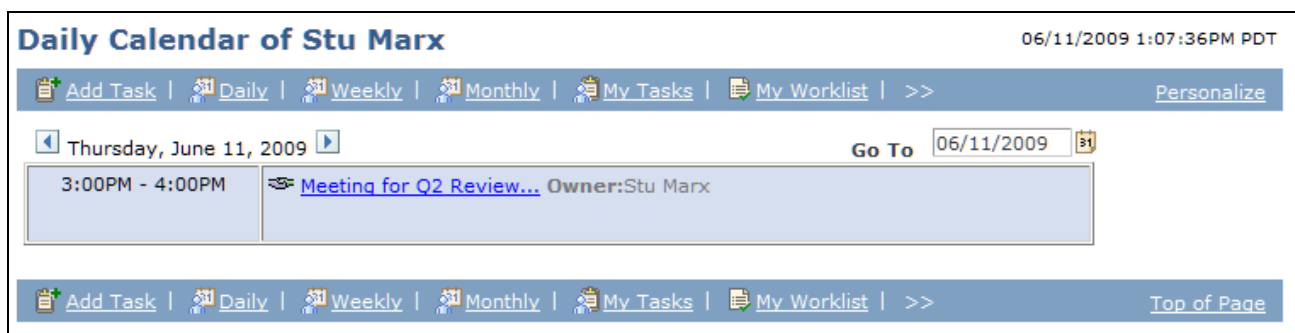 Daily Calendar of Stu Marx 06/11/2009 1:07:36PM PDT
Add Task | Daily | Weekly | Monthly | My Tasks | My Worklist | >> Personalize
Thursday, June 11, 2009 Go To 06/11/2009 31
3:00PM - 4:00PM Meeting for Q2 Review... Owner:Stu Marx
Add Task | Daily | Weekly | Monthly | My Tasks | My Worklist | >> Top of Page